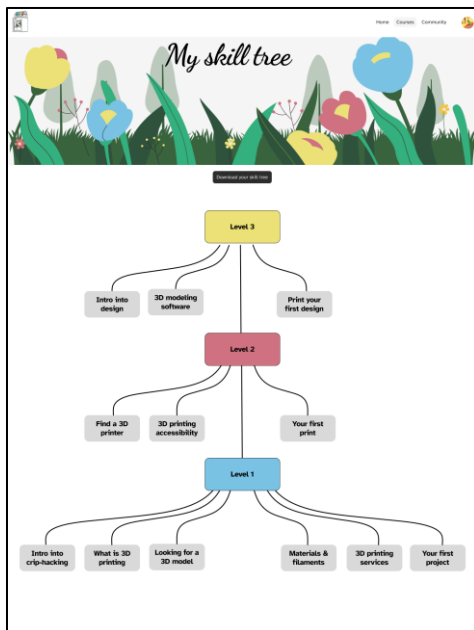 Home Courses Community
My skill tree
Download your skill tree
Level 3
Intro into
design
3D modeling
software
Print your
first design
Level 2
Find a 3D
printer
3D printing
accessibility
Your first
print
Level 1
Intro into
crip-hacking
What is 3D
printing
Looking for a
3D model
Materials &
filaments
3D printing
services
Your first
project